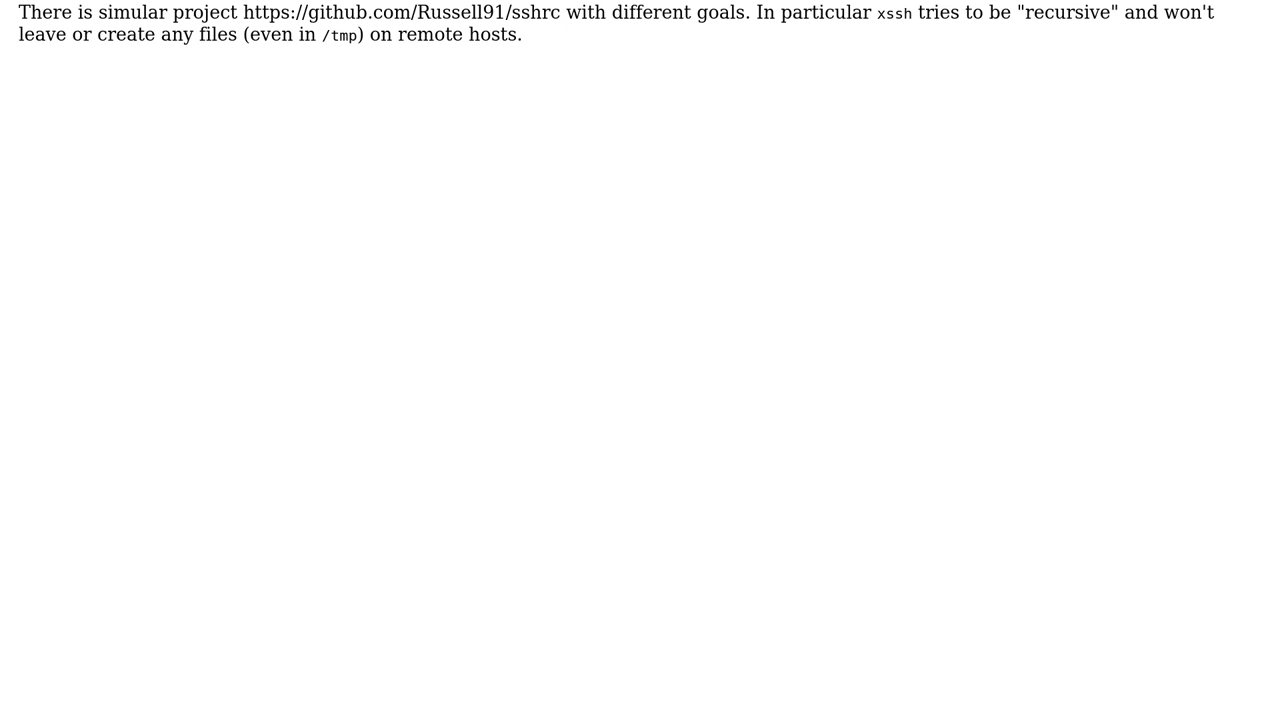 There is simular project https://github.com/Russell91/sshrc with different goals. In particular xssh tries to be "recursive" and won't
leave or create any files (even in /tmp) on remote hosts.